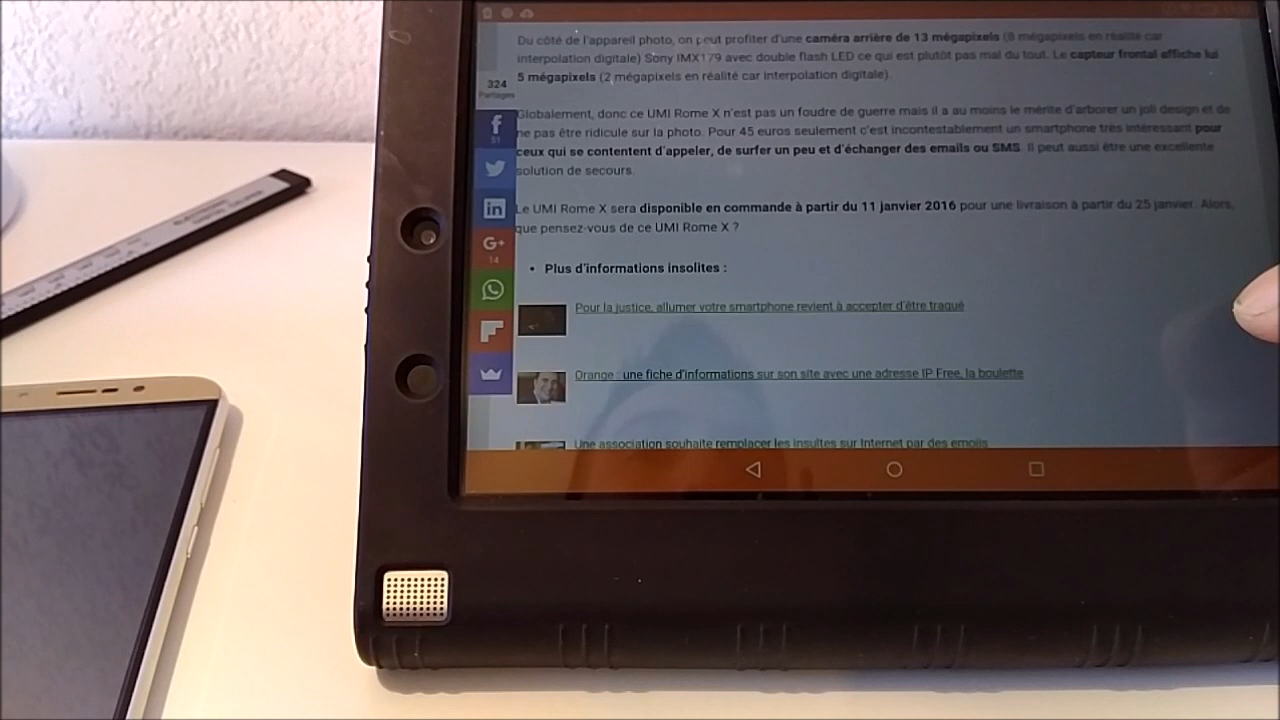 Du côté de l'appareil photo, on peut profiter d'une caméra arrière de 13 mégapixels (8 mégapixels en réalité car
interpolation digitale) Sony IMX179 avec double flash LED ce qui est plutôt pas mal du tout. Le capteur frontal affiche lui
5 mégapixels (2 mégapixels en réalité car interpolation digitale).
324
Partages
Globalement, donc ce UMI Rome X n'est pas un foudre de guerre mais il a au moins le mérite d'arborer un joli design et de
ne pas être ridicule sur la photo. Pour 45 euros seulement c'est incontestablement un smartphone très intéressant pour
ceux qui se contentent d'appeler, de surfer un peu et d'échanger des emails ou SMS. Il peut aussi être une excellente
solution de secours.
51
Le UMI Rome X sera disponible en commande à partir du 11 janvier 2016 pour une livraison à partir du 25 janvier. Alors,
que pensez-vous de ce UMI Rome X ?
in
G+
14
• Plus d'informations insolites :
Pour la justice, allumer votre smartphone revient à accepter d'être traqué
Orange : une fiche d'informations sur son site avec une adresse IP Free, la boulette
Une association souhaite remplacer les insultes sur Internet par des emojis